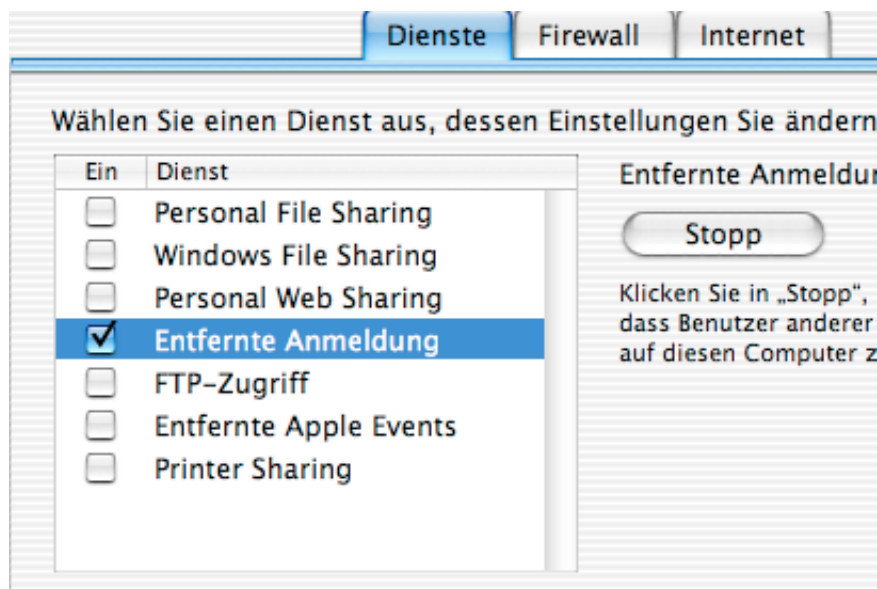 Dienste Firewall Internet
Wählen Sie einen Dienst aus, dessen Einstellungen Sie ändern
Ein Dienst
Personal File Sharing
Windows File Sharing
Personal Web Sharing
Entfernte Anmeldung
FTP-Zugriff
Entfernte Apple Events
Printer Sharing
Entfernte
Stopp
Klicken Sie in „Stopp“,
dass Benutzer anderer
auf diesen Computer